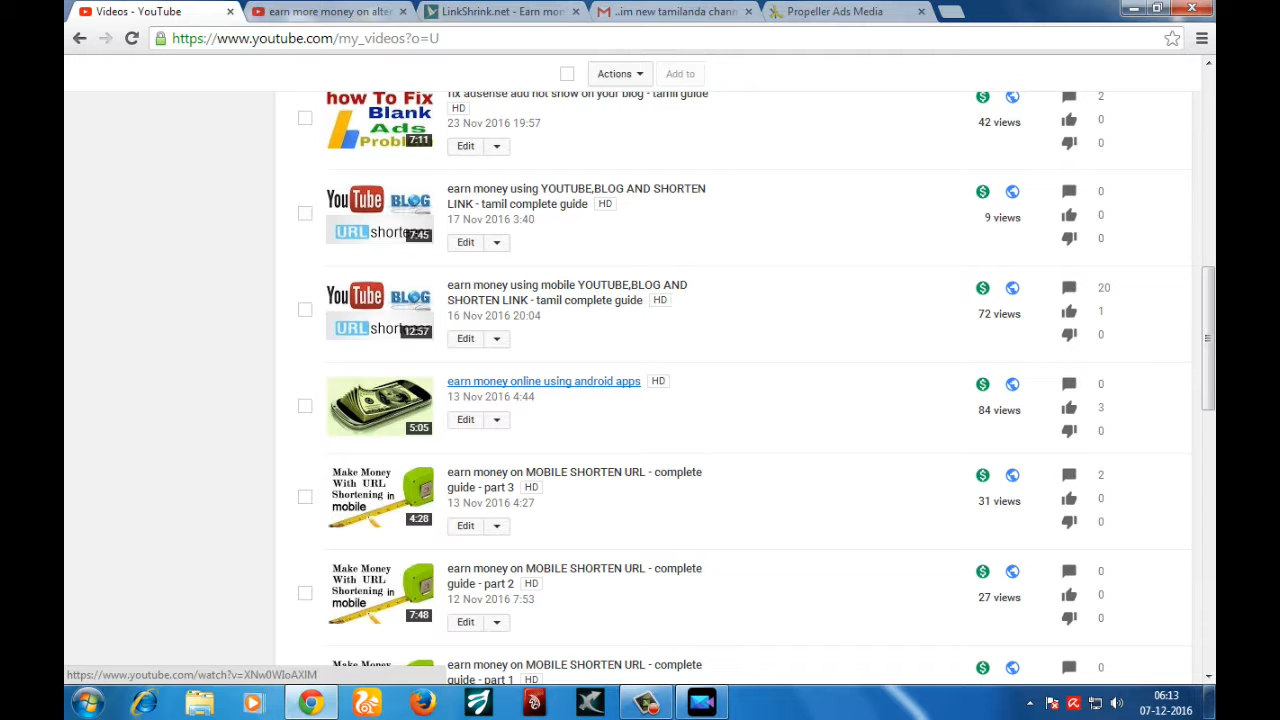 Videos - YouTube
earn more money on alte
LinkShrink.net - Earn mon
..im new tamilanda chann
Propeller Ads Media
https://www.youtube.com/my_videos?o=U
Actions
Add to
how To Fix
Blank
Ads
Probl
7:11
fix adsense add not show on your blog - tamil guide
HD
23 Nov 2016 19:57
Edit
42 views
2
0
0
YouTube BLOG
URL shorten
7:45
earn money using YOUTUBE,BLOG AND SHORTEN
LINK - tamil complete guide HD
17 Nov 2016 3:40
Edit
9 views
0
0
0
YouTube BLOG
URL short
12:57
earn money using mobile YOUTUBE,BLOG AND
SHORTEN LINK - tamil complete guide HD
16 Nov 2016 20:04
Edit
72 views
20
1
0
5:05
earn money online using android apps HD
13 Nov 2016 4:44
Edit
84 views
0
3
0
Make Money
With URL
Shortening in
mobile
4:28
earn money on MOBILE SHORTEN URL - complete
guide - part 3 HD
13 Nov 2016 4:27
Edit
31 views
2
0
0
Make Money
With URL
Shortening in
mobile
7:48
earn money on MOBILE SHORTEN URL - complete
guide - part 2 HD
12 Nov 2016 7:53
Edit
27 views
0
0
0
Make Money
earn money on MOBILE SHORTEN URL - complete
guide - part 1 HD
0
https://www.youtube.com/watch?v=XNw0WIoAXIM
06:13
07-12-2016